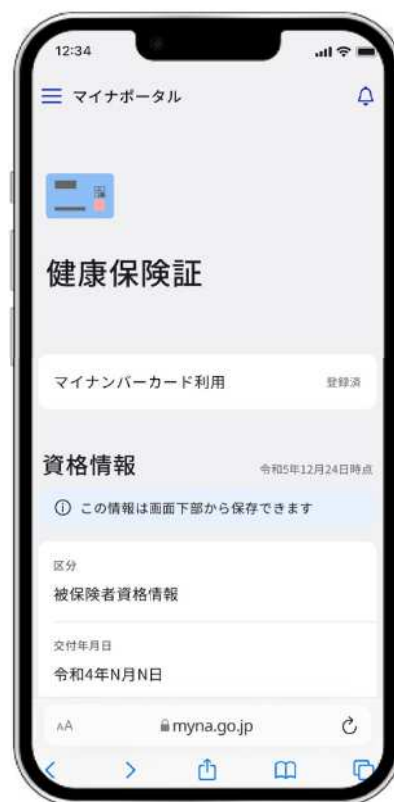 12:34
マイナポータル
健康保険証
マイナンバーカード利用 登録済
資格情報 令和5年12月24日時点
この情報は画面下部から保存できます
区分
被保険者資格情報
交付年月日
令和4年N月N日
AA myna.go.jp